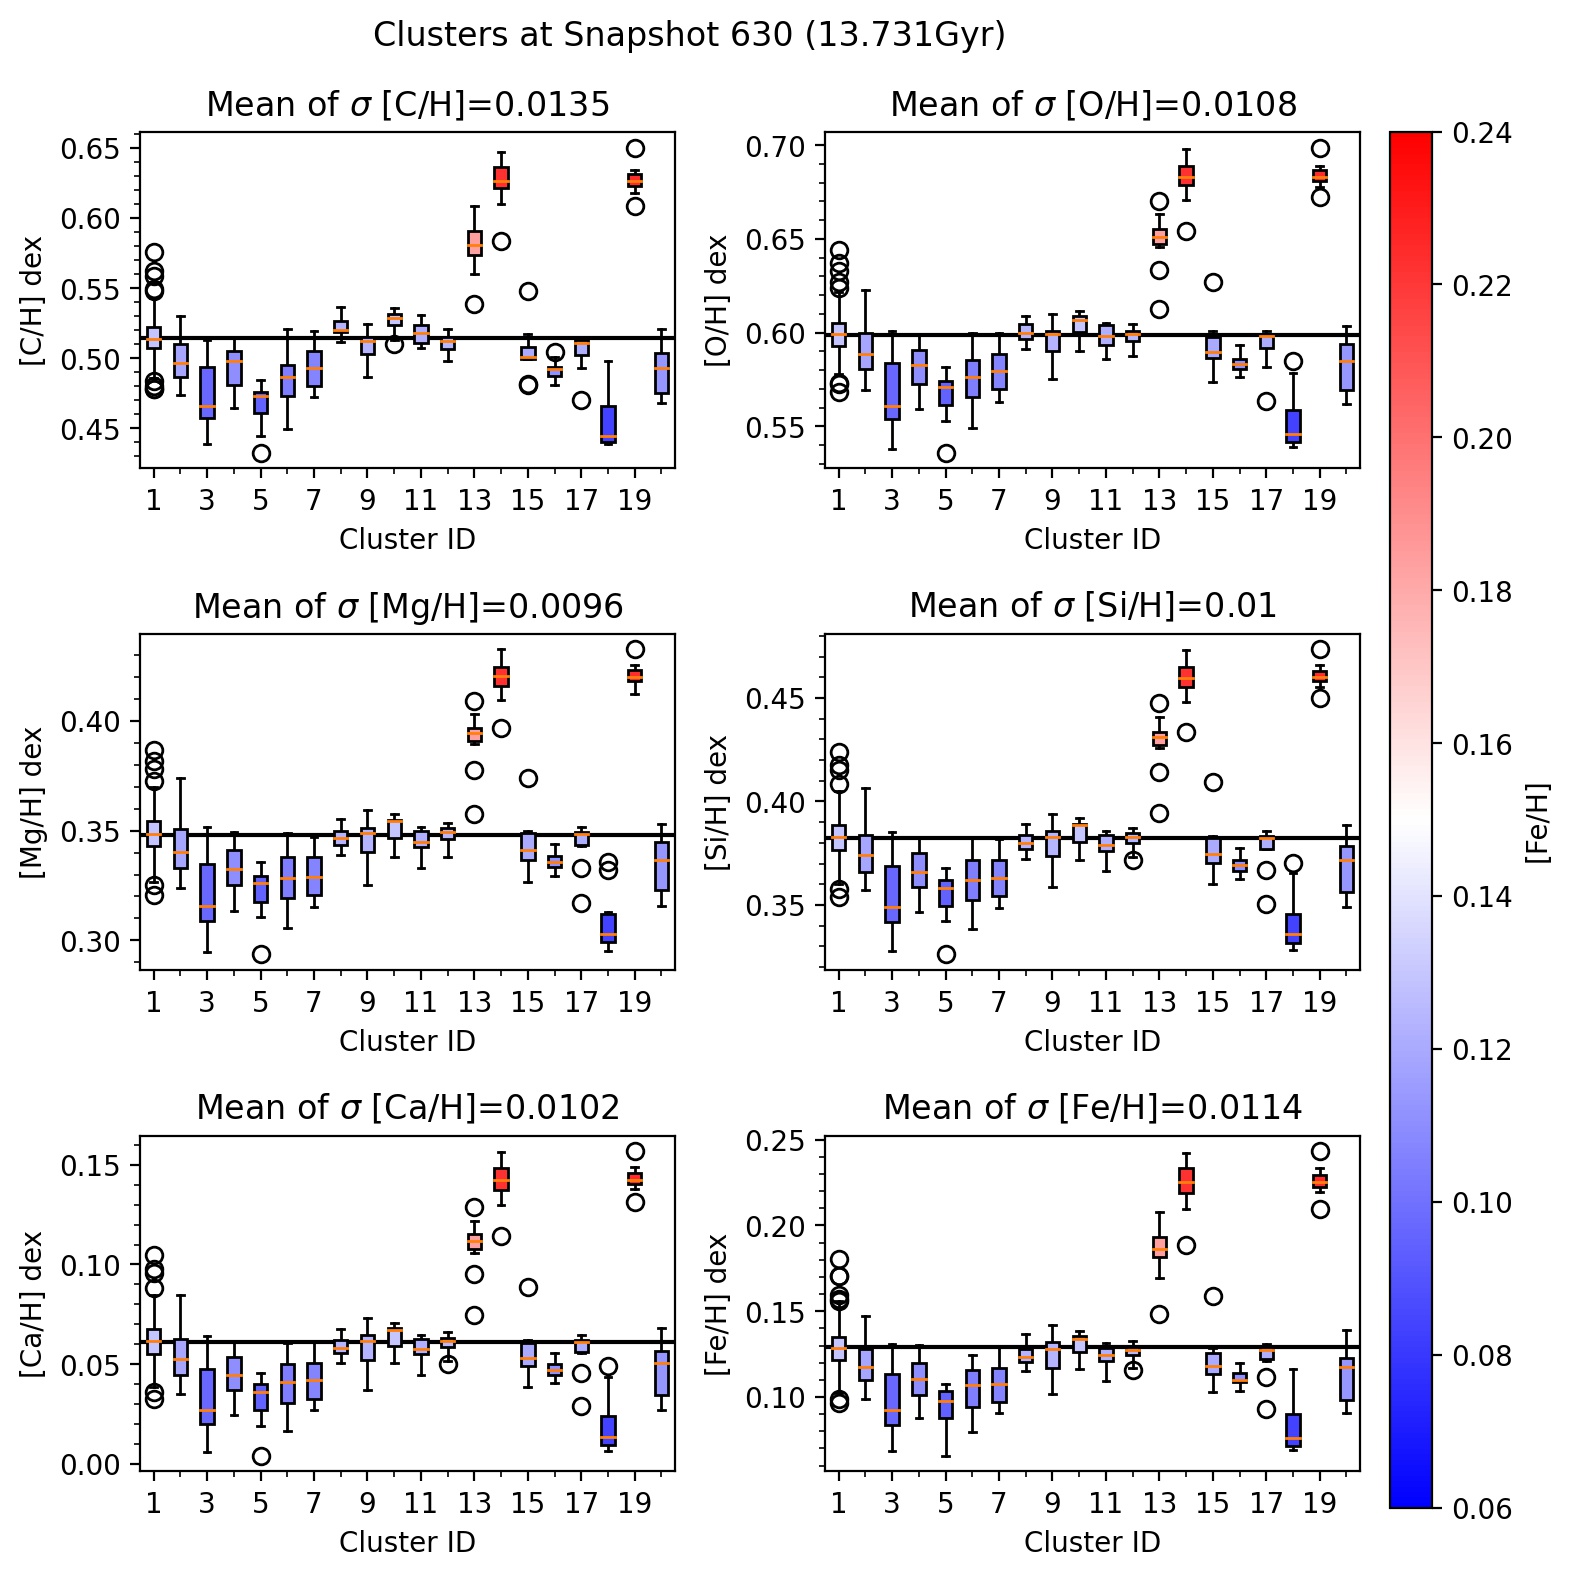 Clusters at Snapshot 630 (13.731Gyr)
Mean of σ [C/H]=0.0135
0.65
0.60
0.55
0.50
0.45
[C/H] dex
1 3 5 7 9 11 13 15 17 19
Cluster ID
Mean of σ [O/H]=0.0108
0.70
0.65
0.60
0.55
[O/H] dex
1 3 5 7 9 11 13 15 17 19
Cluster ID
Mean of σ [Mg/H]=0.0096
0.40
0.35
0.30
[Mg/H] dex
1 3 5 7 9 11 13 15 17 19
Cluster ID
Mean of σ [Si/H]=0.01
0.45
0.40
0.35
[Si/H] dex
1 3 5 7 9 11 13 15 17 19
Cluster ID
Mean of σ [Ca/H]=0.0102
0.15
0.10
0.05
0.00
[Ca/H] dex
1 3 5 7 9 11 13 15 17 19
Cluster ID
Mean of σ [Fe/H]=0.0114
0.25
0.20
0.15
0.10
[Fe/H] dex
1 3 5 7 9 11 13 15 17 19
Cluster ID
0.24
0.22
0.20
0.18
0.16
0.14
0.12
0.10
0.08
0.06
[Fe/H]